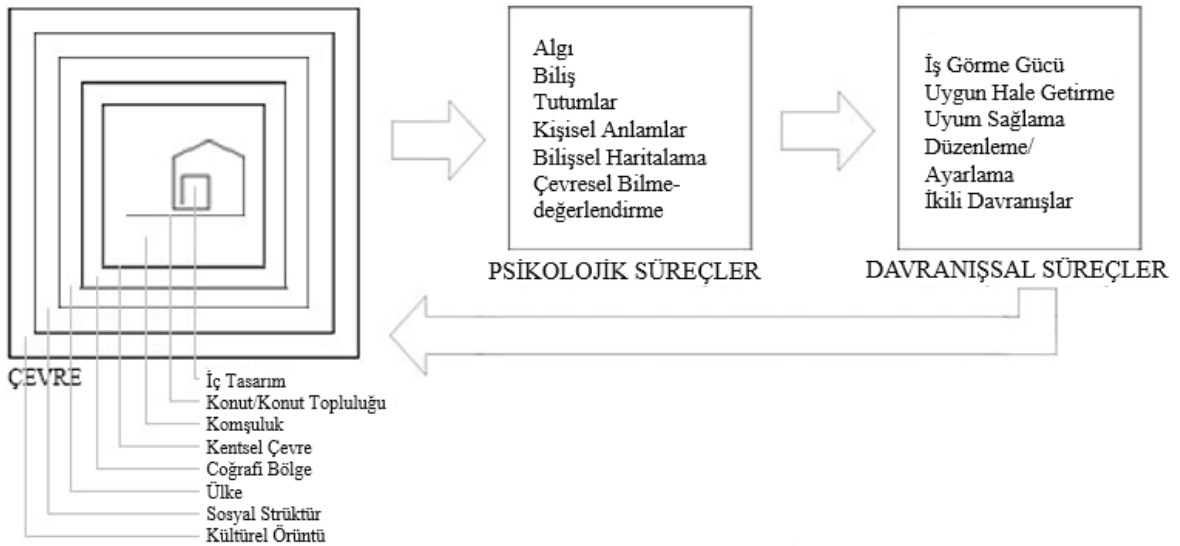 Algı
Biliş
Tutumlar
Kişisel Anlamlar
Bilişsel Haritalama
Çevresel Bilme-
değerlendirme
PSİKOLOJİK SÜREÇLER
İş Görme Gücü
Uygun Hale Getirme
Uyum Sağlama
Düzenleme/
Ayarlama
İkili Davranışlar
DAVRANIŞSAL SÜREÇLER
ÇEVRE
İç Tasarım
Konut/Konut Topluluğu
Komşuluk
Kentsel Çevre
Coğrafi Bölge
Ülke
Sosyal Strüktür
Kültürel Örüntü